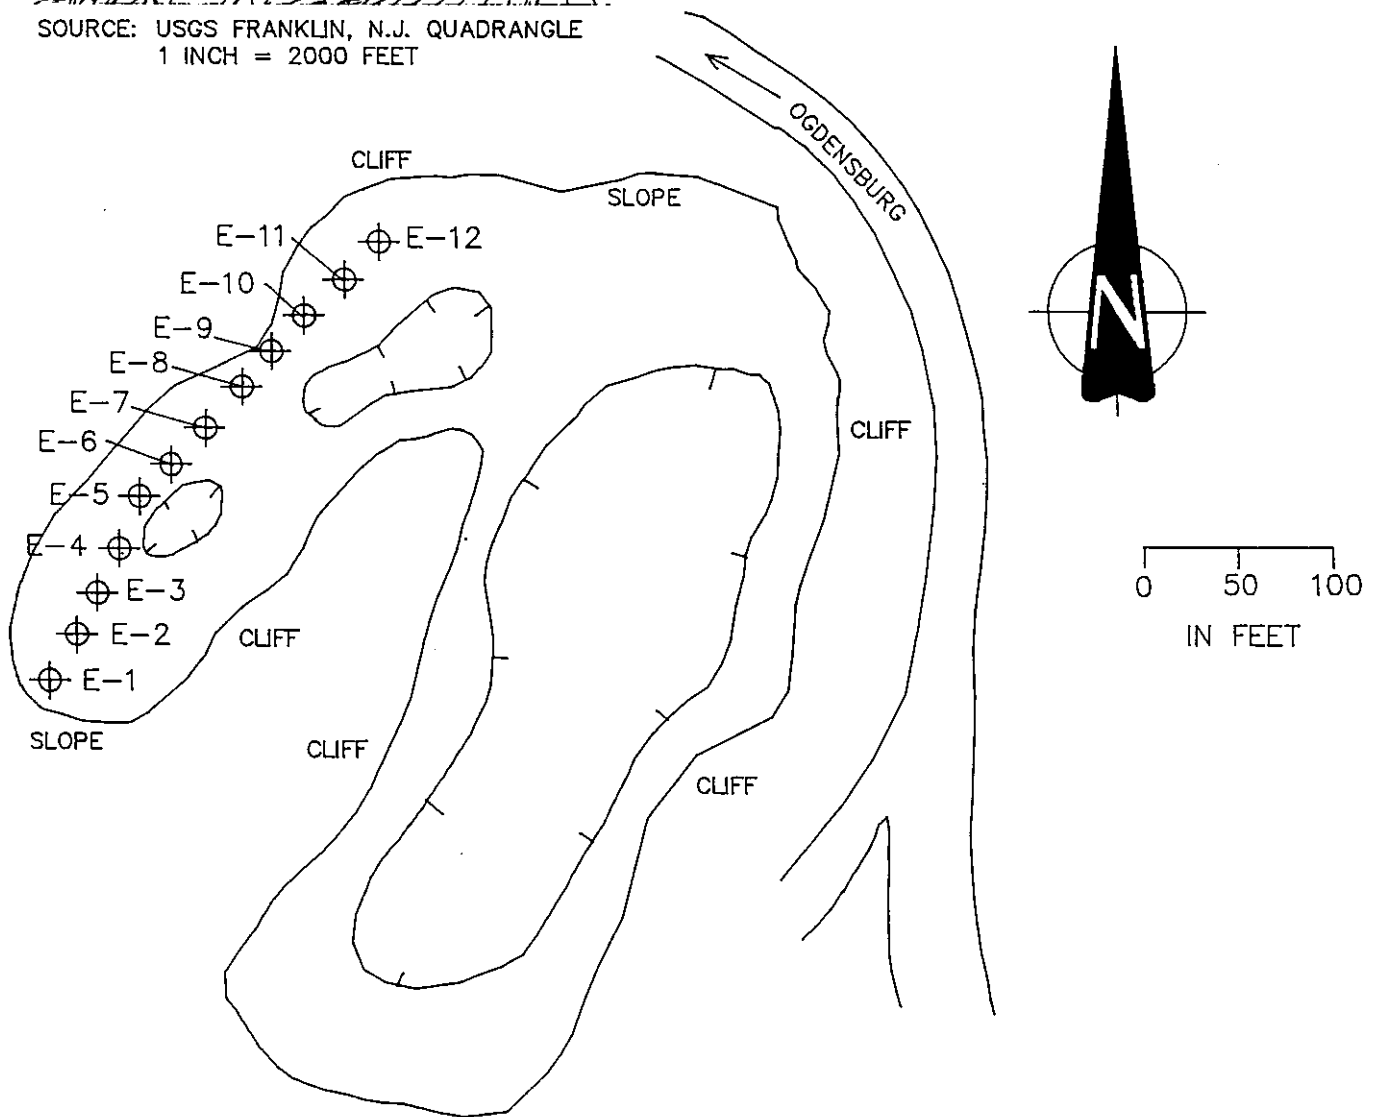 SOURCE: USGS FRANKLIN, N.J. QUADRANGLE
1 INCH = 2000 FEET
OGDENSBURG
CLIFF
SLOPE
E-11
E-12
E-10
E-9
E-8
E-7
E-6
E-5
E-4
E-3
E-2
E-1
SLOPE
CLIFF
CLIFF
CLIFF
CLIFF
N
0 50 100
IN FEET